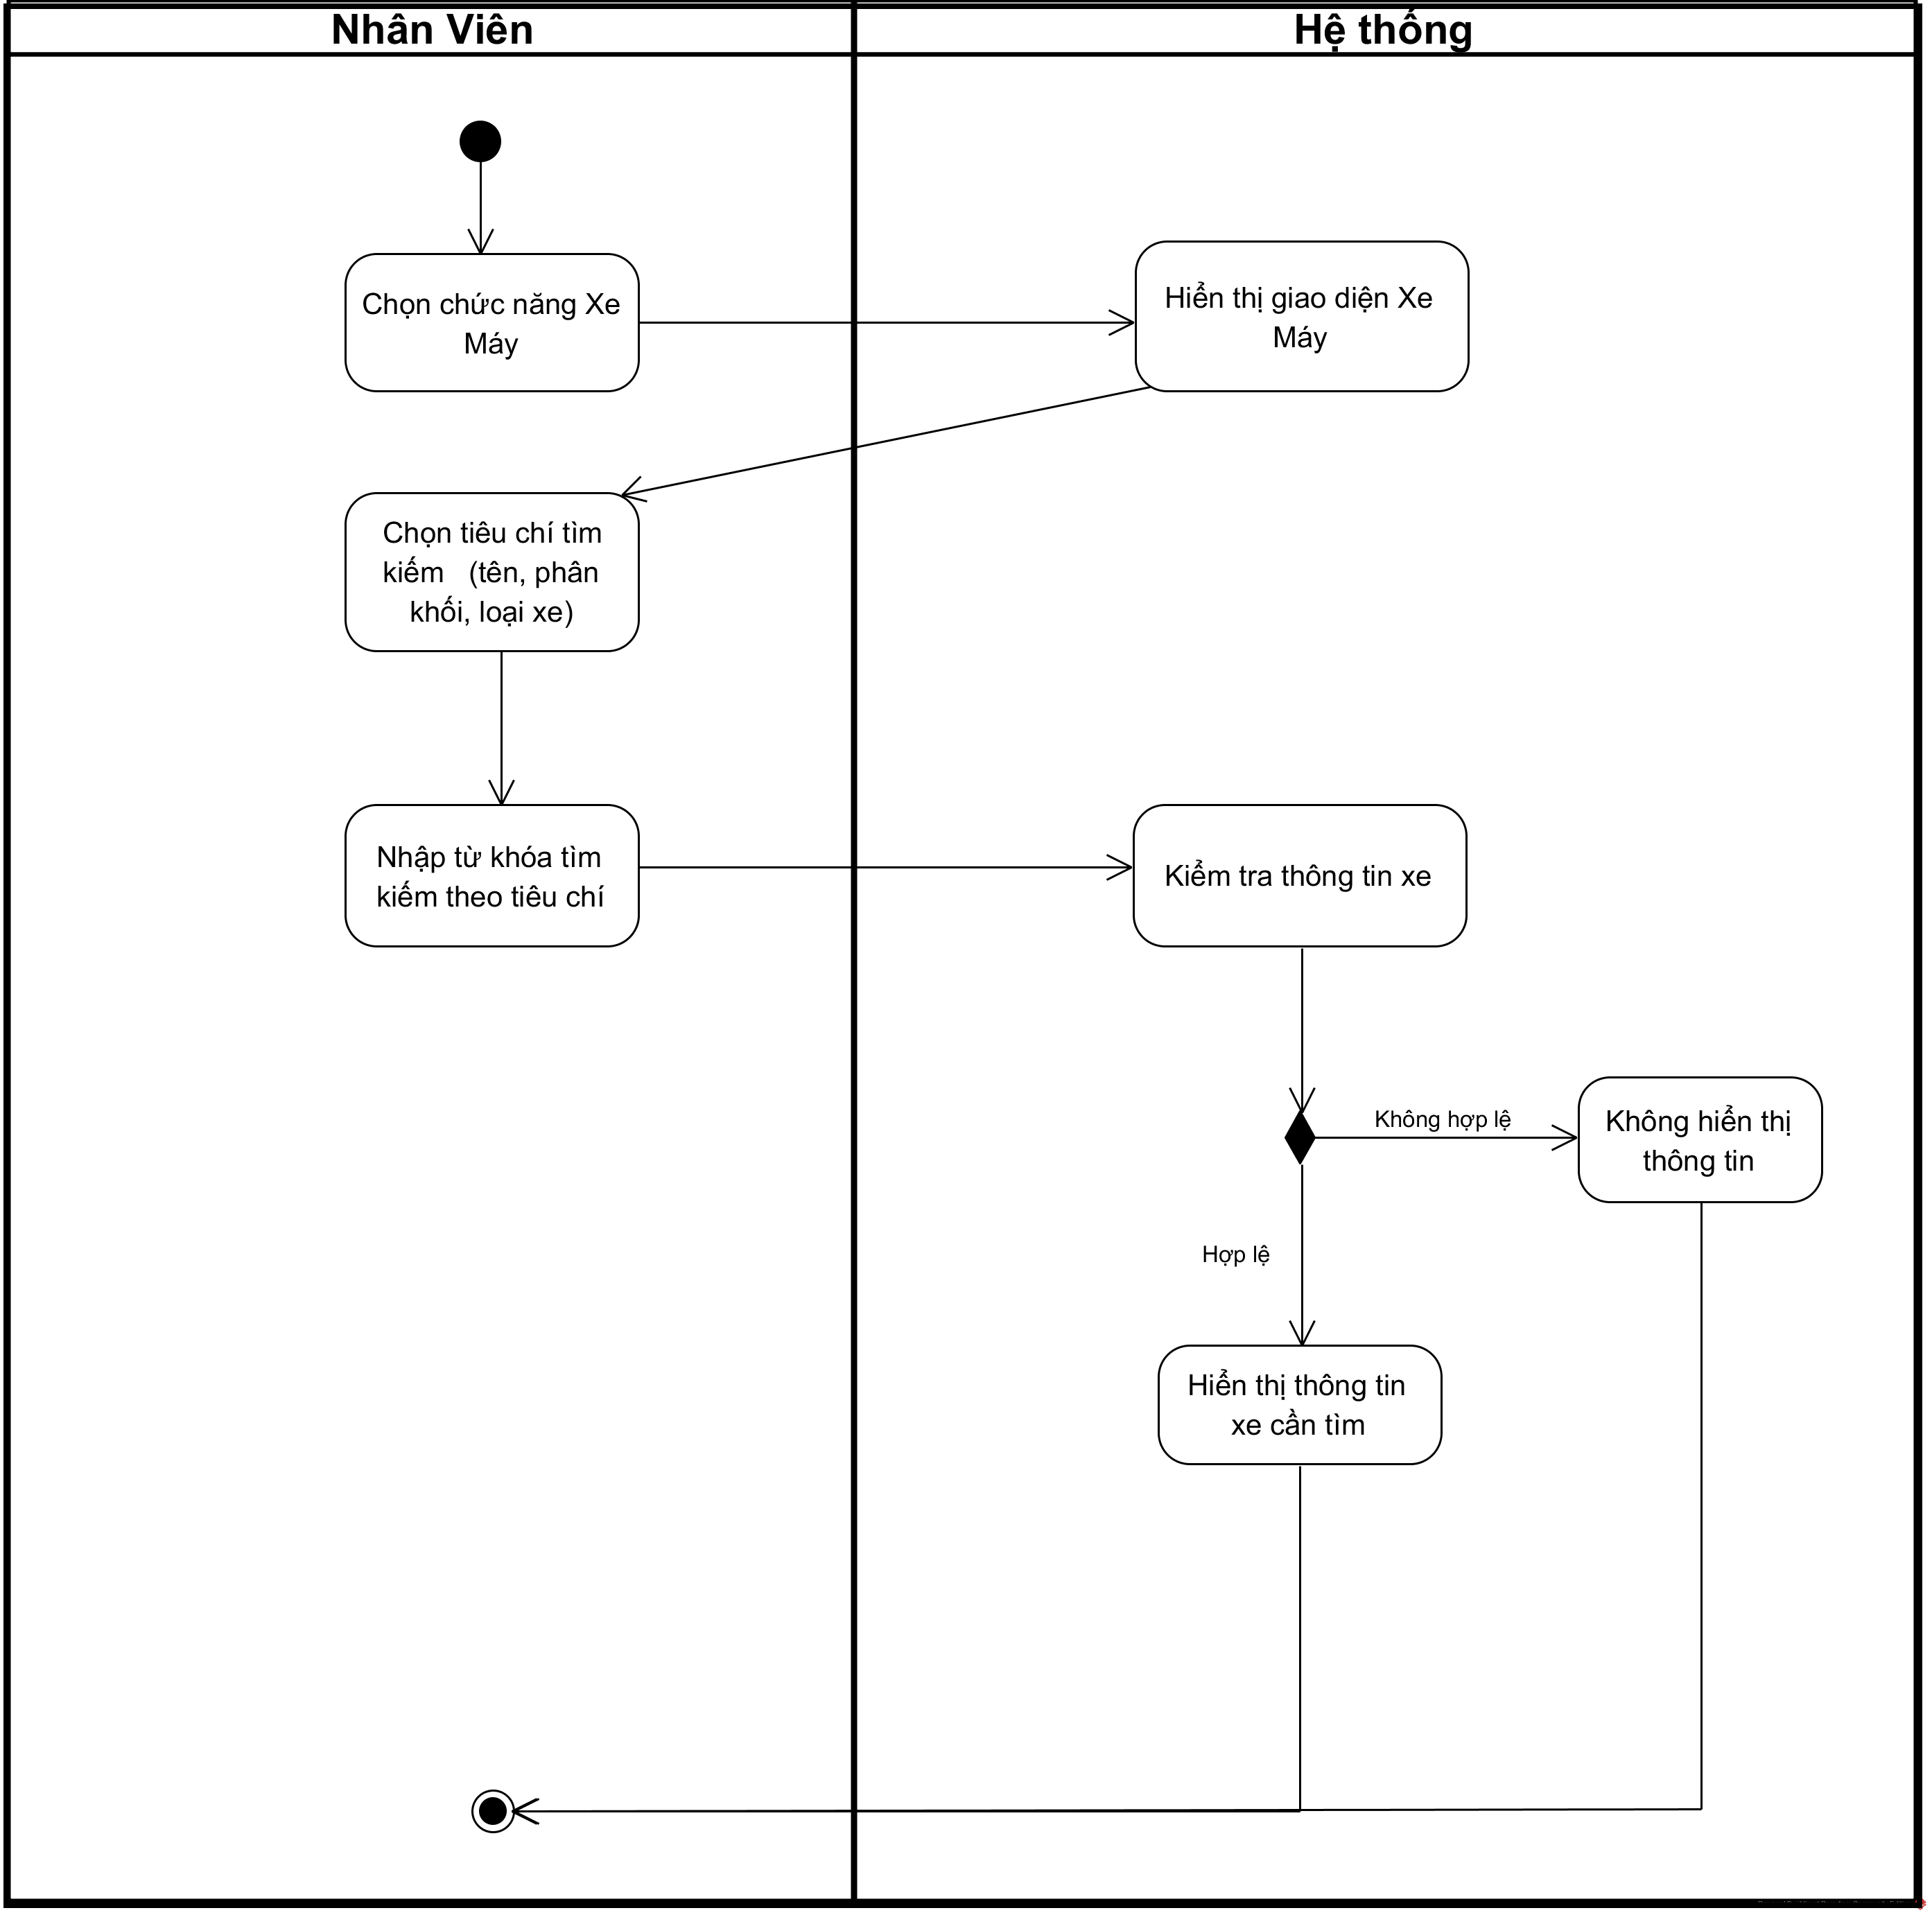 Nhân Viên
Hệ thống
Chọn chức năng Xe
Máy
Hiển thị giao diện Xe
Máy
Chọn tiêu chí tìm
kiếm (tên, phân
khối, loại xe)
Nhập từ khóa tìm
kiếm theo tiêu chí
Kiểm tra thông tin xe
Không hợp lệ
Không hiển thị
thông tin
Hợp lệ
Hiển thị thông tin
xe cần tìm